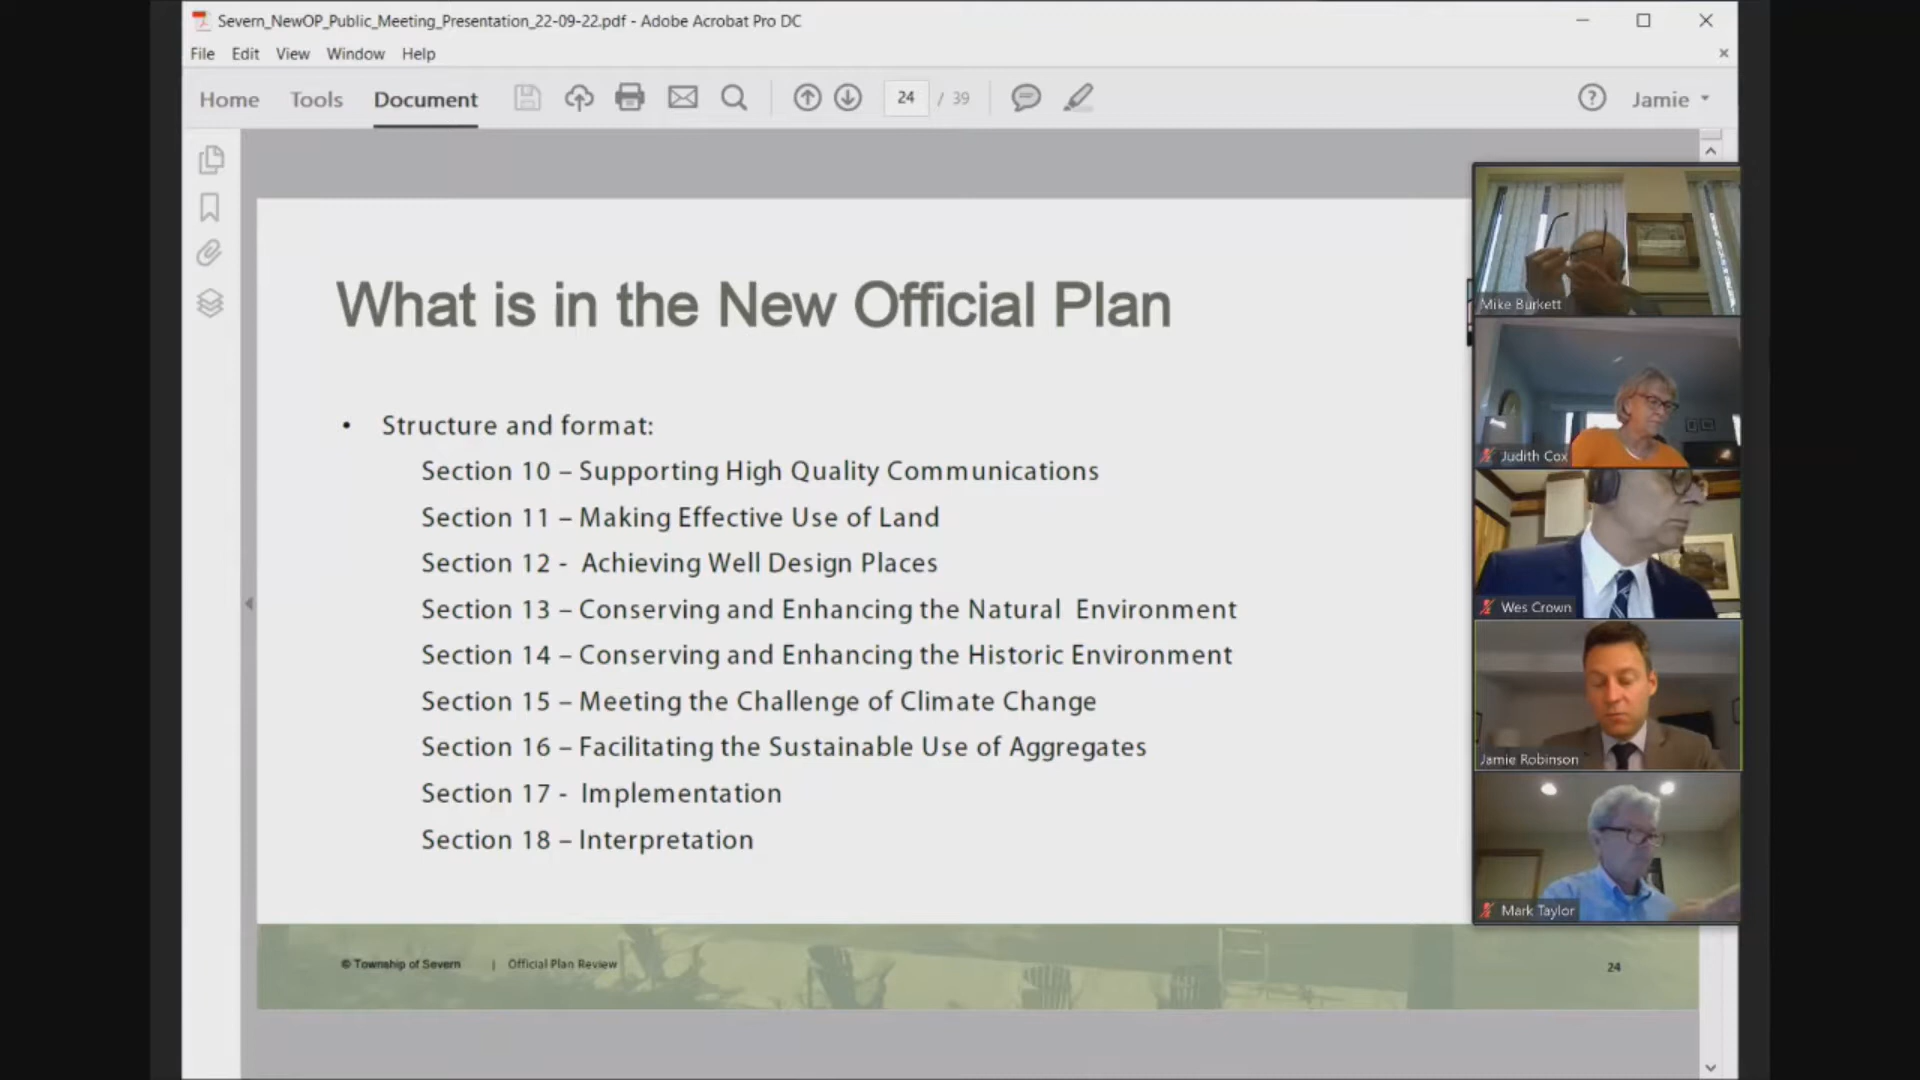 Severn_NewOP_Public_Meeting_Presentation_22-09-22.pdf - Adobe Acrobat Pro DC
File Edit View Window Help
Home Tools Document 24 / 39 Jamie
What is in the New Official Plan
• Structure and format:
Section 10 – Supporting High Quality Communications
Section 11 – Making Effective Use of Land
Section 12 - Achieving Well Design Places
Section 13 – Conserving and Enhancing the Natural Environment
Section 14 – Conserving and Enhancing the Historic Environment
Section 15 – Meeting the Challenge of Climate Change
Section 16 – Facilitating the Sustainable Use of Aggregates
Section 17 - Implementation
Section 18 – Interpretation
© Township of Severn | Official Plan Review 24
Mike Burkett
Judith Cox
Wes Crown
Jamie Robinson
Mark Taylor